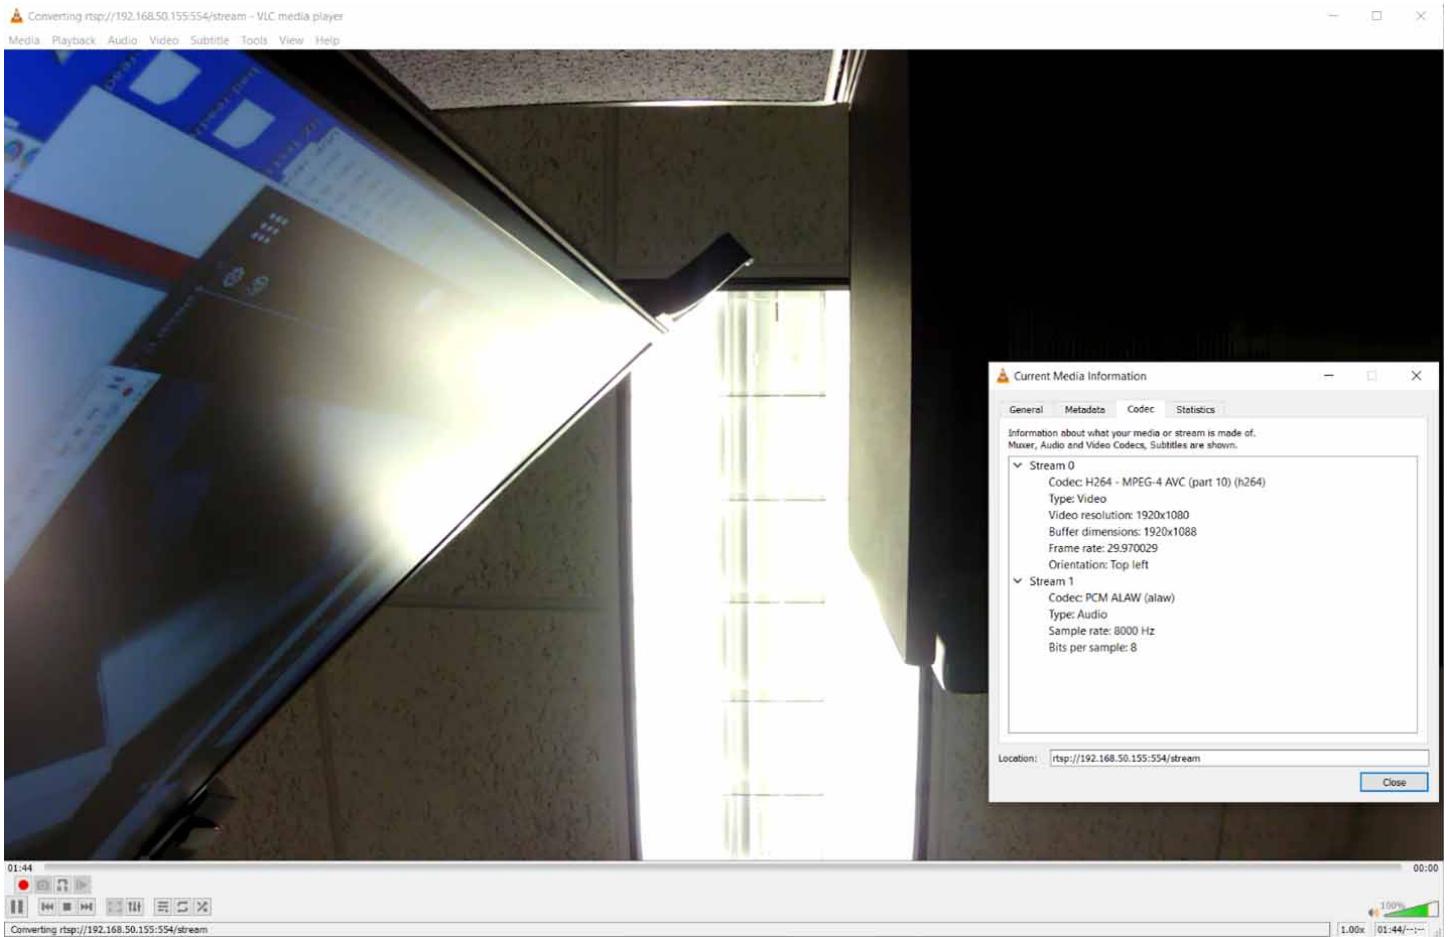 Converting rtsp://192.168.50.155:554/stream - VLC media player
Media Playback Audio Video Subtitle Tools View Help
Current Media Information
General Metadata Codec Statistics
Information about what your media or stream is made of.
Muxer, Audio and Video Codecs, Subtitles are shown.
Stream 0
Codec: H264 - MPEG-4 AVC (part 10) (h264)
Type: Video
Video resolution: 1920x1080
Buffer dimensions: 1920x1088
Frame rate: 29.970029
Orientation: Top left
Stream 1
Codec: PCM ALAW (alaw)
Type: Audio
Sample rate: 8000 Hz
Bits per sample: 8
Location: rtsp://192.168.50.155:554/stream
Close
01:44 00:00
100%
Converting rtsp://192.168.50.155:554/stream 1.00x 01:44/--:--